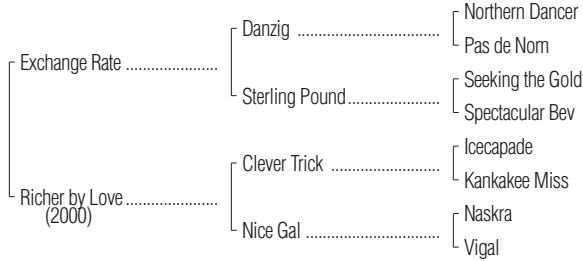 Northern Dancer
Danzig ........................
Pas de Nom
Exchange Rate ......................
Seeking the Gold
Sterling Pound......................
Spectacular Bev
Icecapade
Clever Trick ..........................
Kankakee Miss
Richer by Love ......................
(2000)
Naskra
Nice Gal ................................
Vigal